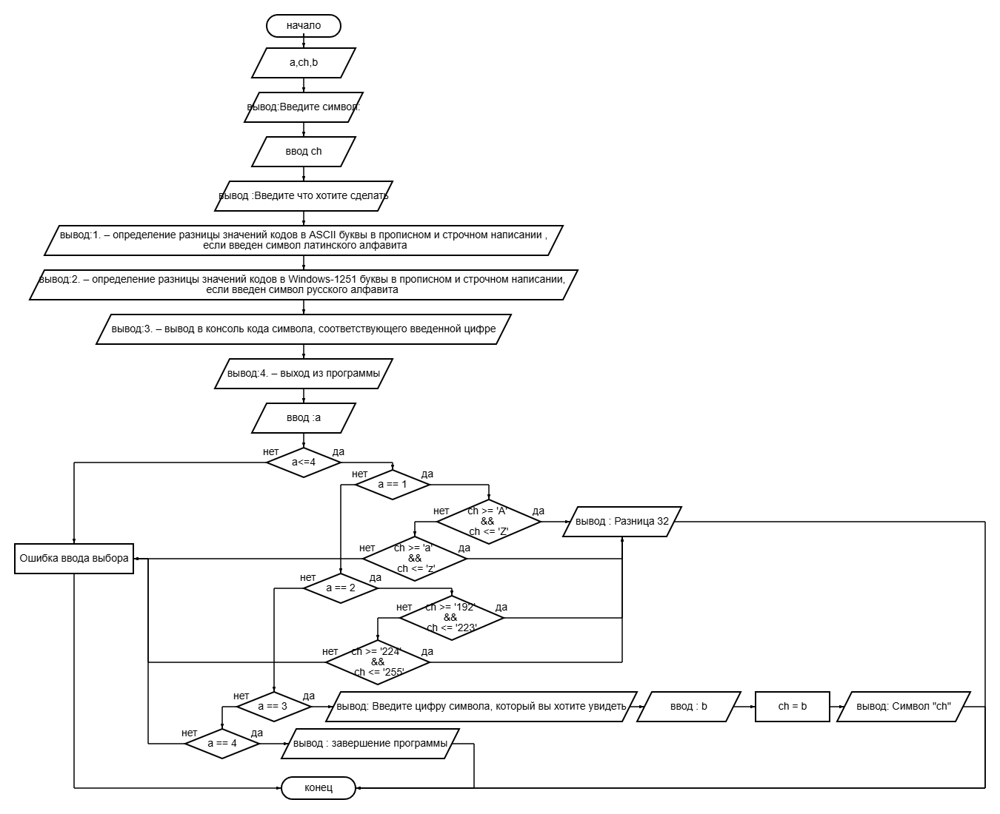 начало
a,ch,b
вывод:Введите символ:
ввод ch
вывод :Введите что хотите сделать
вывод:1. – определение разницы значений кодов в ASCII буквы в прописном и строчном написании ,
если введен символ латинского алфавита
вывод:2. – определение разницы значений кодов в Windows-1251 буквы в прописном и строчном написании,
если введен символ русского алфавита
вывод:3. – вывод в консоль кода символа, соответствующего введенной цифре
вывод:4. – выход из программы
ввод :a
нет
да
a<=4
нет
да
a == 1
нет
да
ch >= 'A'
&&
ch <= 'Z'
вывод : Разница 32
нет
да
ch >= 'a'
&&
ch <= 'z'
Ошибка ввода выбора
нет
да
a == 2
нет
да
ch >= '192'
&&
ch <= '223'
нет
да
ch >= '224'
&&
ch <= '255'
нет
да
a == 3
вывод: Введите цифру символа, который вы хотите увидеть
ввод : b
ch = b
вывод: Символ "ch"
нет
да
a == 4
вывод : завершение программы
конец